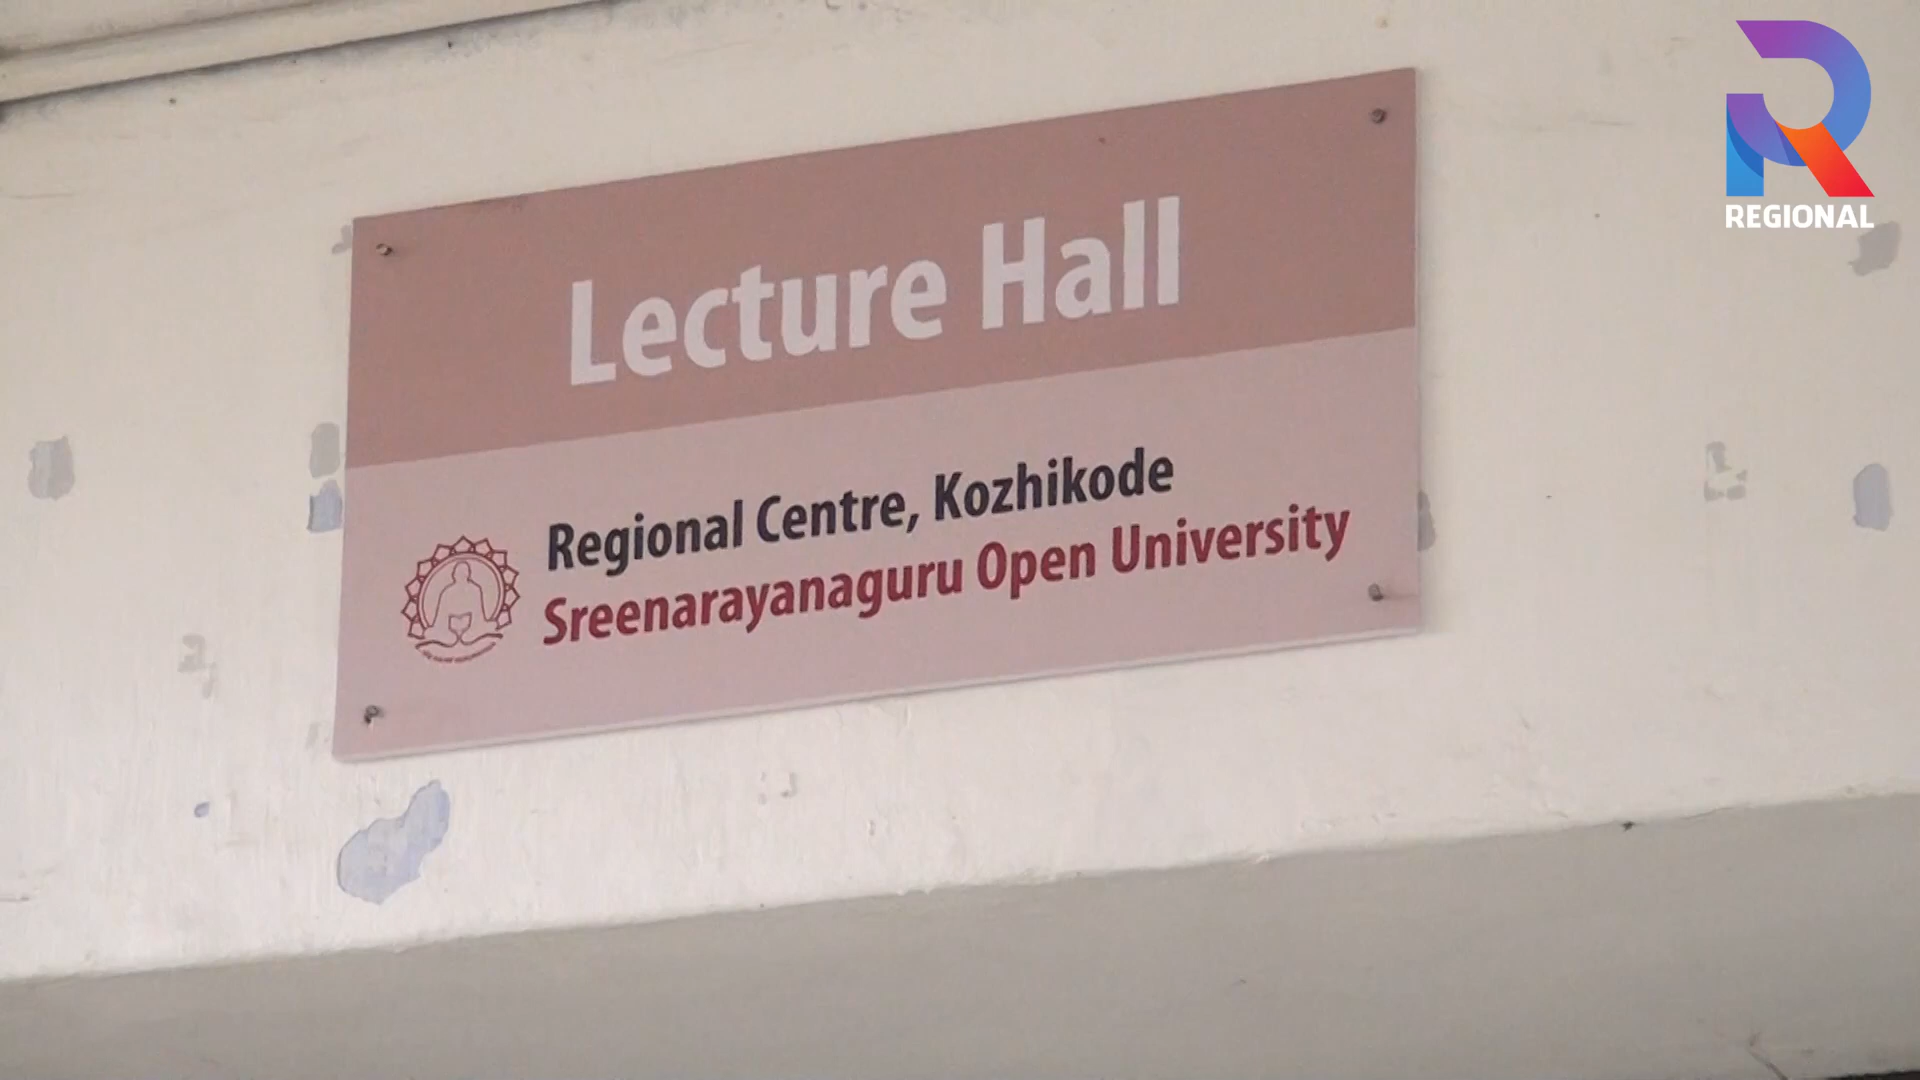 Lecture Hall
Regional Centre, Kozhikode
Sreenarayanaguru Open University
REGIONAL